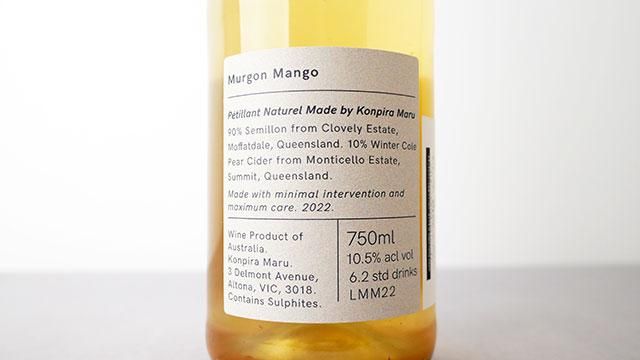 Murgon Mango
Pétillant Naturel Made by Konpira Maru
90% Semillon from Clovely Estate,
Moffatdale, Queensland. 10% Winter Cole
Pear Cider from Monticello Estate,
Summit, Queensland.
Made with minimal intervention and
maximum care. 2022.
Wine Product of
Australia.
Konpira Maru.
3 Delmont Avenue,
Altona, VIC, 3018.
Contains Sulphites.
750ml
10.5% acl vol
6.2 std drinks
LMM22